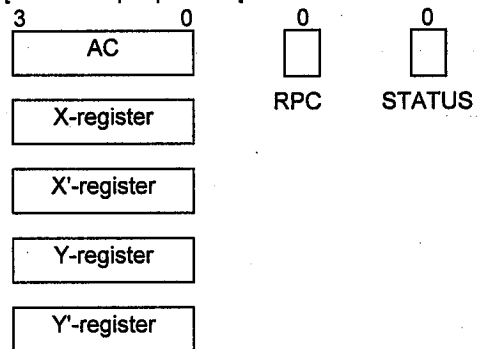 3 0 0 0
AC
RPC STATUS
X-register
X'-register
Y-register
Y'-register